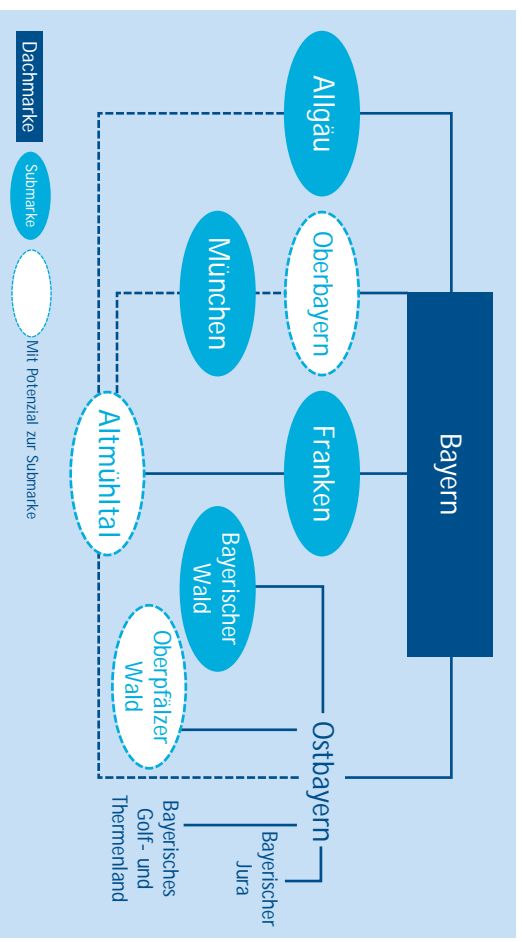 Bayern
Allgäu
Oberbayern
Franken
Ostbayern
München
Bayerischer
Wald
Oberpfälzer
Wald
Bayerischer
Jura
Bayerisches
Golf- und
Thermenland
Altmühltal
Dachmarke
Submarke
Mit Potenzial zur Submarke